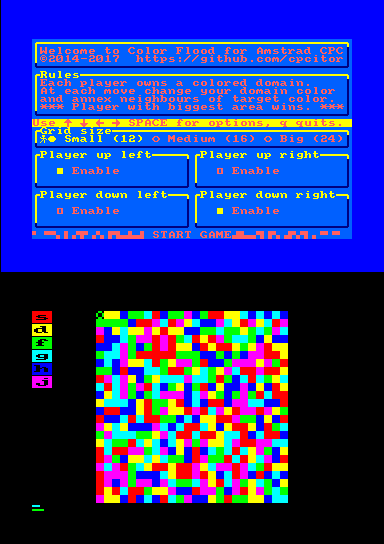 Welcome to Color Flood for Amstrad CPC
©2014-2017 https://github.com/cpcitor
Rules
Each player owns a colored domain.
At each move change your domain color
and annex neighbours of target color.
*** Player with biggest area wins. ***
Use ↑ ↓ ← → SPACE for options, q quits.
Grid size
Small (12) Medium (16) Big (24)
Player up left Player up right
Enable Enable
Player down left Player down right
Enable Enable
START GAME
s
d
f
g
h
j